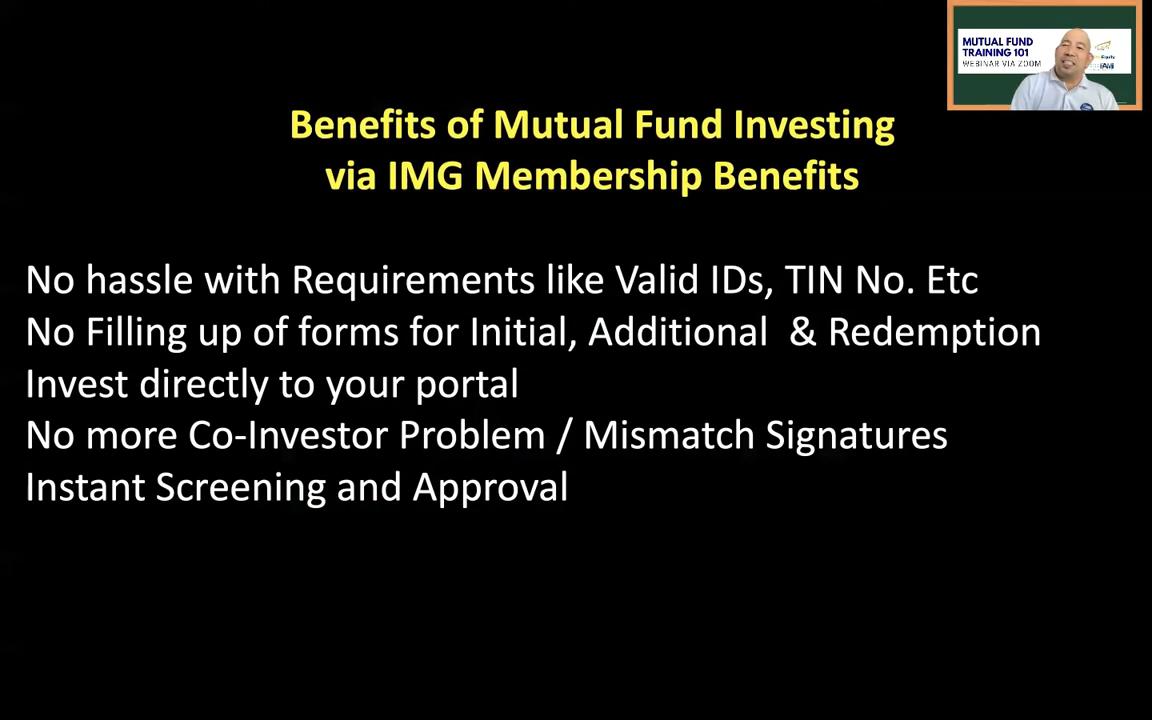 MUTUAL FUND
TRAINING 101
WEBINAR VIA ZOOM
Benefits of Mutual Fund Investing
via IMG Membership Benefits
No hassle with Requirements like Valid IDs, TIN No. Etc
No Filling up of forms for Initial, Additional & Redemption
Invest directly to your portal
No more Co-Investor Problem / Mismatch Signatures
Instant Screening and Approval